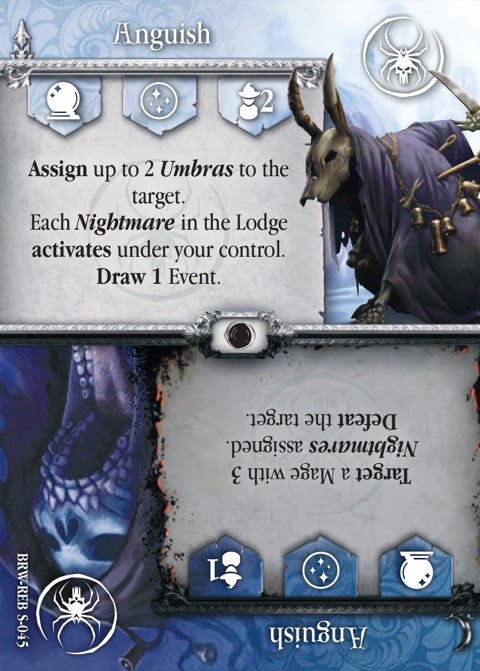 Anguish
2
Assign up to 2 Umbras to the
target.
Each Nightmare in the Lodge
activates under your control.
Draw 1 Event.
Anguish
1
Target a Mage with 3
Nightmares assigned.
Defeat the target.
BRW-REB S-045